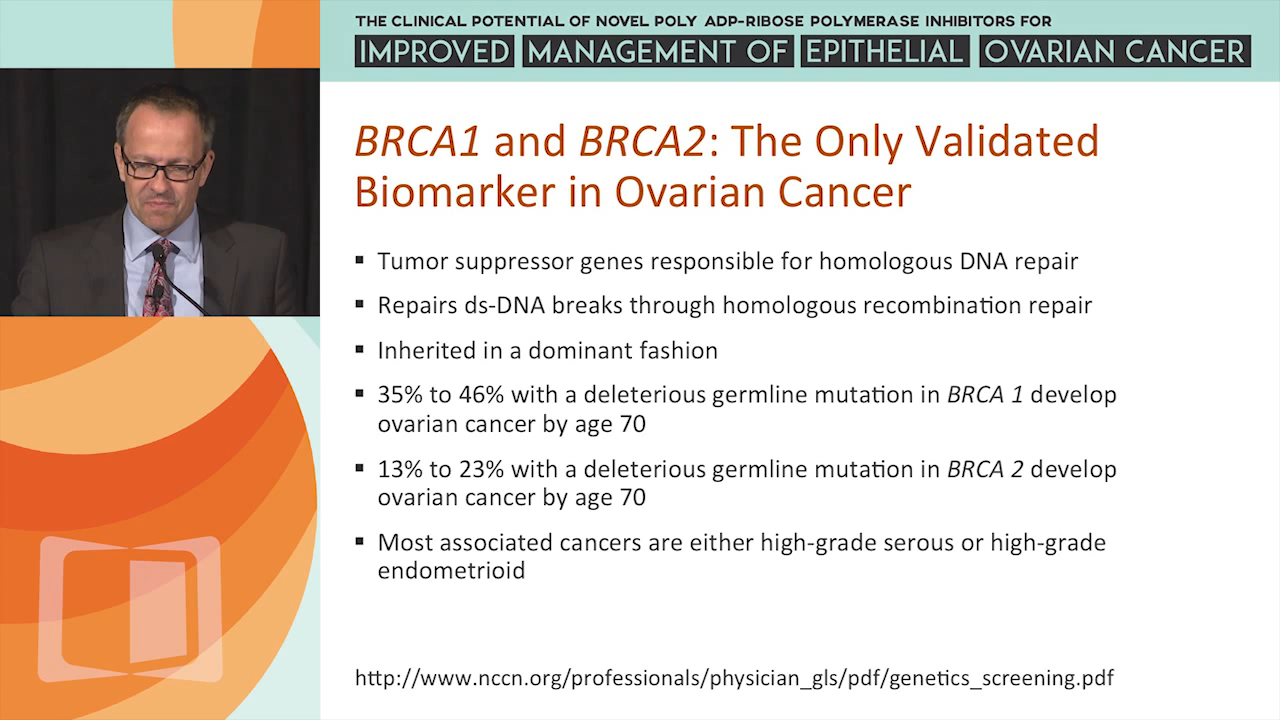 THE CLINICAL POTENTIAL OF NOVEL POLY ADP-RIBOSE POLYMERASE INHIBITORS FOR
IMPROVED MANAGEMENT OF EPITHELIAL OVARIAN CANCER
BRCA1 and BRCA2: The Only Validated
Biomarker in Ovarian Cancer
▪ Tumor suppressor genes responsible for homologous DNA repair
▪ Repairs ds-DNA breaks through homologous recombination repair
▪ Inherited in a dominant fashion
▪ 35% to 46% with a deleterious germline mutation in BRCA 1 develop
ovarian cancer by age 70
▪ 13% to 23% with a deleterious germline mutation in BRCA 2 develop
ovarian cancer by age 70
▪ Most associated cancers are either high-grade serous or high-grade
endometrioid
http://www.nccn.org/professionals/physician_gls/pdf/genetics_screening.pdf